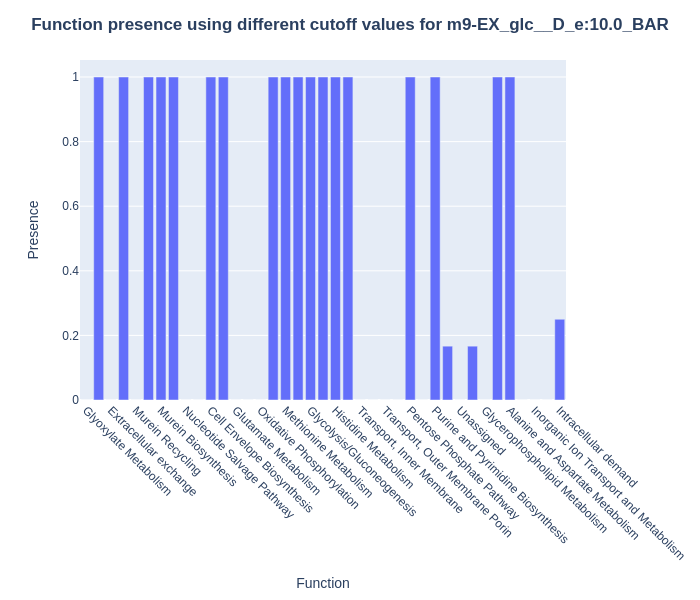 Function presence using different cutoff values for m9-EX_glc__D_e:10.0_BAR
Presence
1
0.8
0.6
0.4
0.2
0
Glyoxylate Metabolism
Extracellular exchange
Murein Recycling
Murein Biosynthesis
Nucleotide Salvage Pathway
Cell Envelope Biosynthesis
Glutamate Metabolism
Oxidative Phosphorylation
Methionine Metabolism
Glycolysis/Gluconeogenesis
Histidine Metabolism
Transport, Inner Membrane
Transport, Outer Membrane Porin
Pentose Phosphate Pathway
Purine and Pyrimidine Biosynthesis
Unassigned
Glycerophospholipid Metabolism
Alanine and Aspartate Metabolism
Inorganic Ion Transport and Metabolism
Intracellular demand
Function